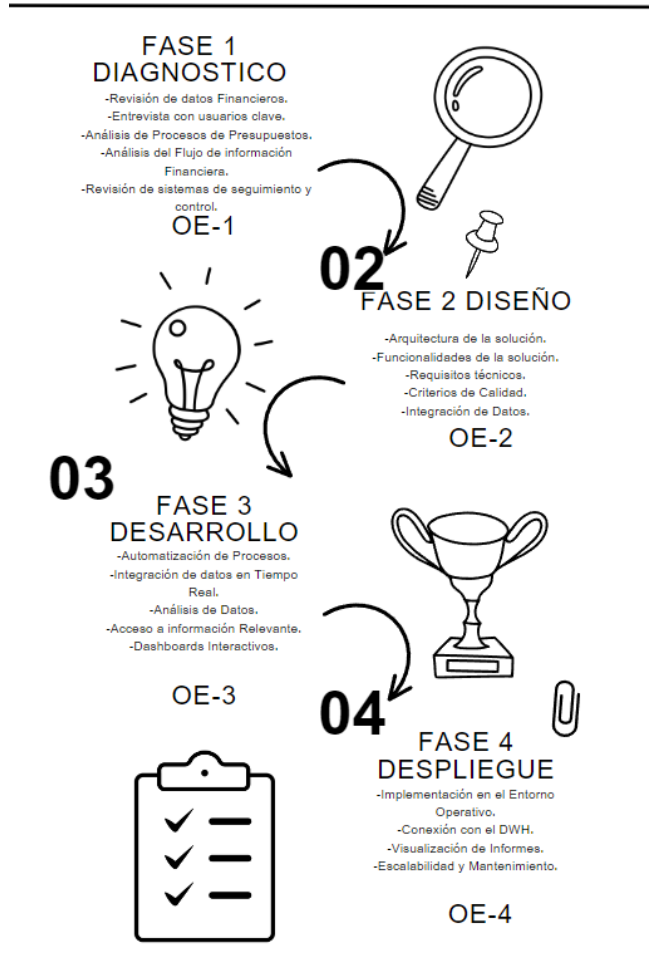 FASE 1
DIAGNOSTICO
-Revisión de datos Financieros.
-Entrevista con usuarios clave.
-Análisis de Procesos de Presupuestos.
-Análisis del Flujo de información
Financiera.
-Revisión de sistemas de seguimiento y
control.
OE-1
02
FASE 2 DISEÑO
-Arquitectura de la solución.
-Funcionalidades de la solución.
-Requisitos técnicos.
-Criterios de Calidad.
-Integración de Datos.
OE-2
03
FASE 3
DESARROLLO
-Automatización de Procesos.
-Integración de datos en Tiempo
Real.
-Análisis de Datos.
-Acceso a información Relevante.
-Dashboards Interactivos.
OE-3
04
FASE 4
DESPLIEGUE
-Implementación en el Entorno
Operativo.
-Conexión con el DWH.
-Visualización de Informes.
-Escalabilidad y Mantenimiento.
OE-4